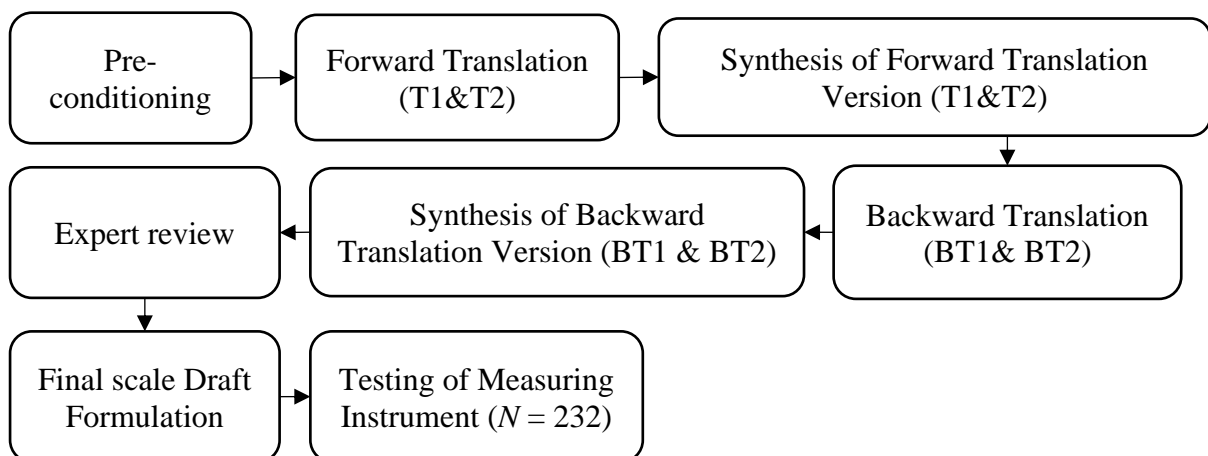 Pre-
conditioning
Forward Translation
(T1&T2)
Synthesis of Forward Translation
Version (T1&T2)
Backward Translation
(BT1& BT2)
Synthesis of Backward
Translation Version (BT1 & BT2)
Expert review
Final scale Draft
Formulation
Testing of Measuring
Instrument (N = 232)